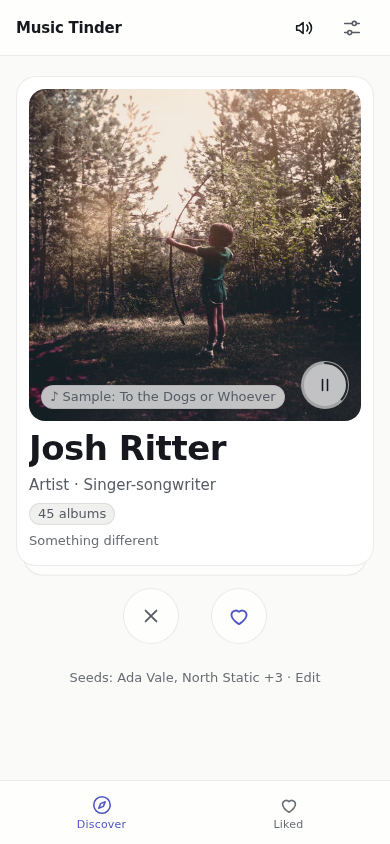 Music Tinder
♪ Sample: To the Dogs or Whoever
Josh Ritter
Artist · Singer-songwriter
45 albums
Something different
Seeds: Ada Vale, North Static +3 · Edit
Discover
Liked